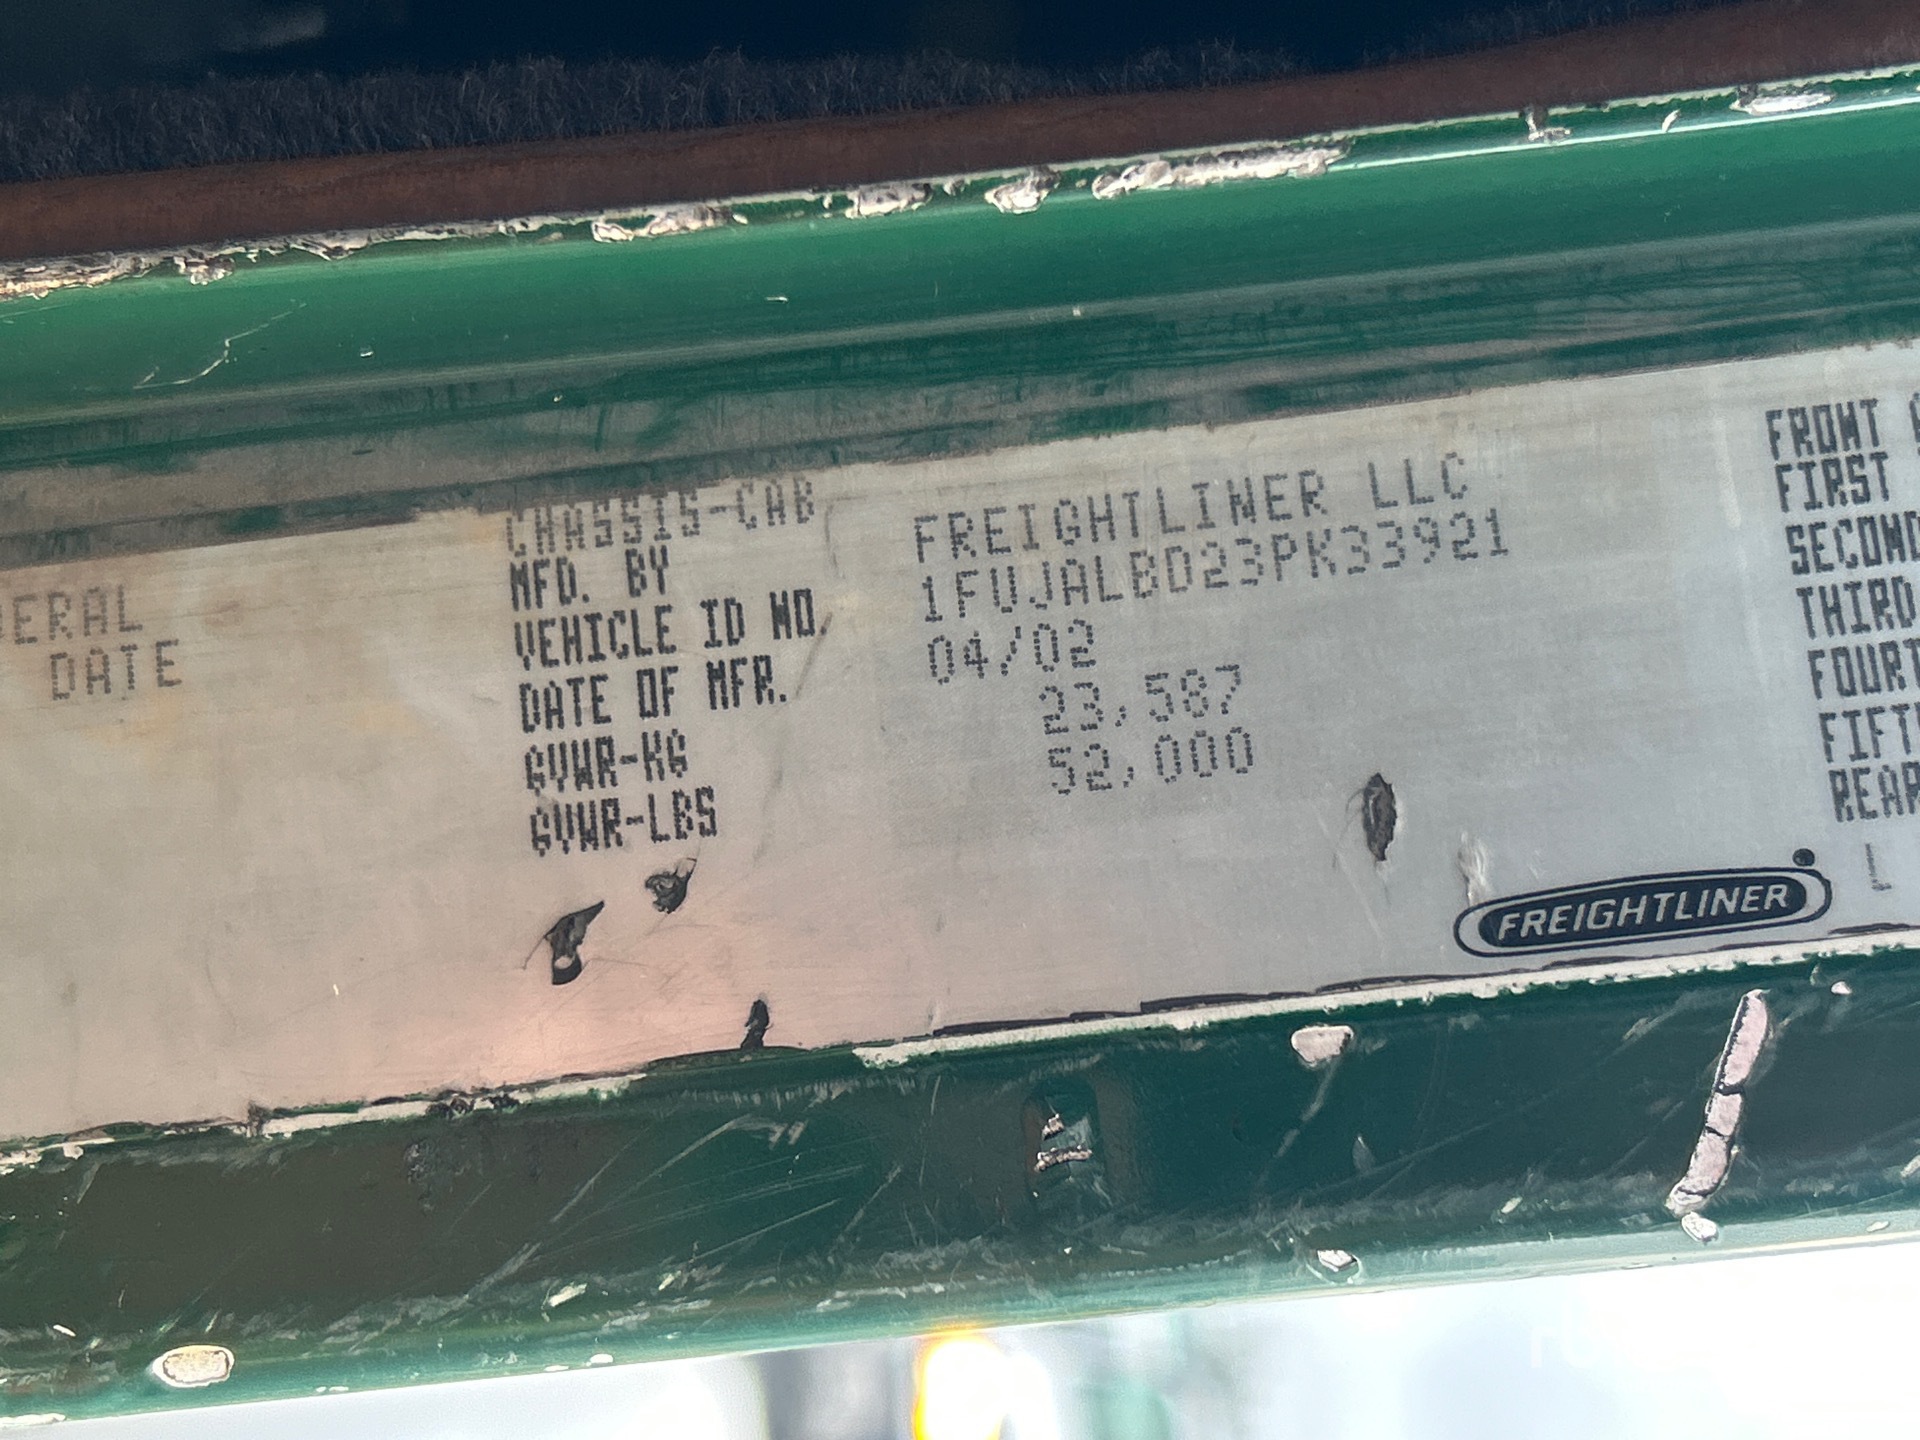 ERAL
DATE
CHASSIS-CAB
MFD. BY
VEHICLE ID NO.
DATE OF MFR.
GVWR-KG
GVWR-LBS
FREIGHTLINER LLC
1FUJALBD23PK33921
04/02
23,587
52,000
FREIGHTLINER
FRONT
FIRST
SECOND
THIRD
FOURT
FIFT
REAR